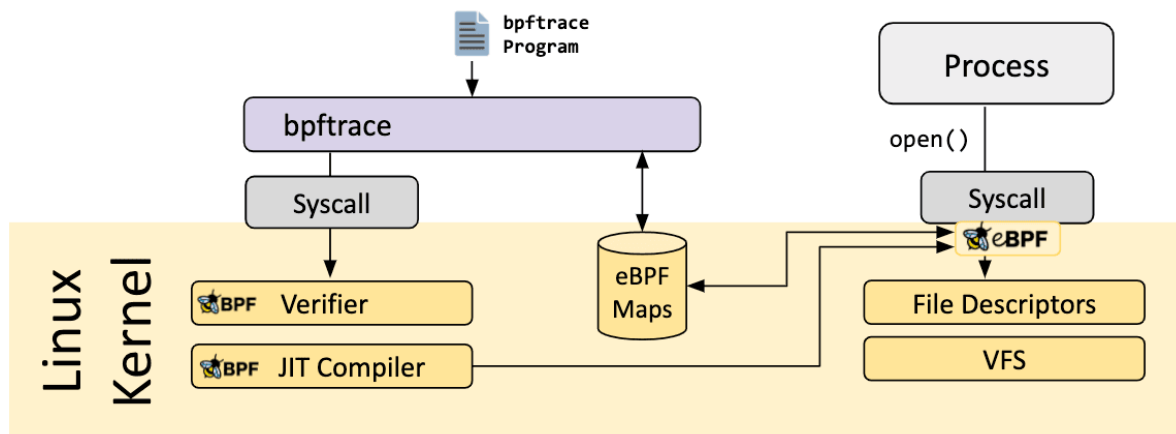 bpftrace
Program
Process
bpftrace
open()
Syscall
Syscall
eBPF
Linux
Kernel
eBPF
Maps
BPF Verifier
File Descriptors
BPF JIT Compiler
VFS